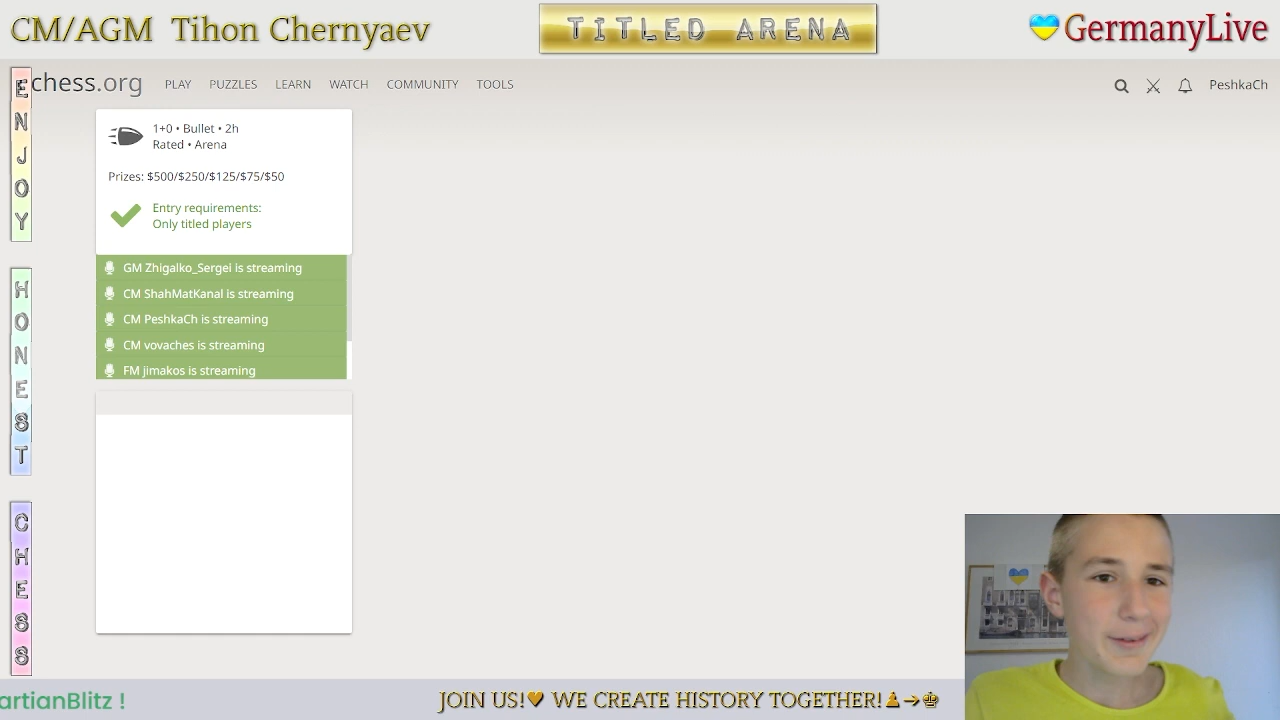 CM/AGM Tihon Chernyaev
TITLED ARENA
GermanyLive
chess.org
PLAY PUZZLES LEARN WATCH COMMUNITY TOOLS
PeshkaCh
1+0 • Bullet • 2h
Rated • Arena
Prizes: $500/$250/$125/$75/$50
Entry requirements:
Only titled players
GM Zhigalko_Sergei is streaming
CM ShahMatKanal is streaming
CM PeshkaCh is streaming
CM vovaches is streaming
FM jimakos is streaming
ENJOY
HONEST
CHESS
artianBlitz !
JOIN US!🧡 WE CREATE HISTORY TOGETHER!♟→♚